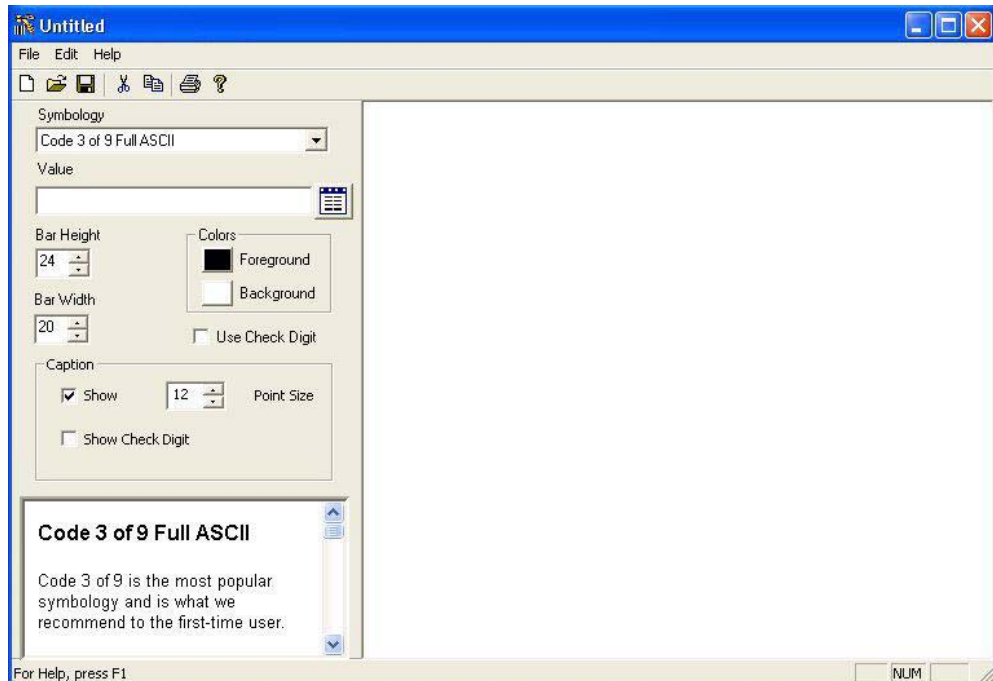 Untitled
File Edit Help
Symbology
Code 3 of 9 Full ASCII
Value
Bar Height
24
Colors
Foreground
Background
Bar Width
20
Use Check Digit
Caption
Show 12 Point Size
Show Check Digit
Code 3 of 9 Full ASCII
Code 3 of 9 is the most popular
symbology and is what we
recommend to the first-time user.
For Help, press F1 NUM